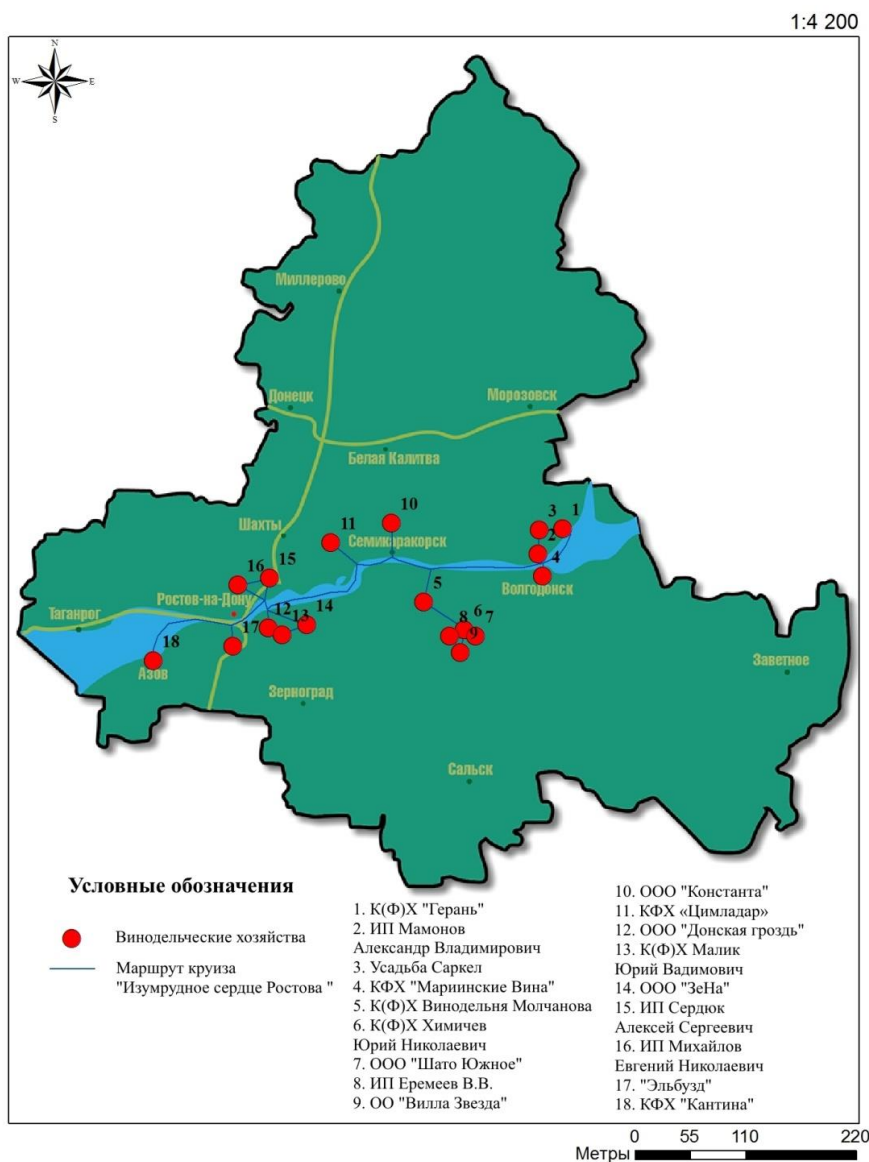 1:4 200
N
W
E
S
Миллерово
Донецк
Морозовск
Белая Калитва
Шахты
10
11
Семикаракорск
3
1
2
4
Волгодонск
16
15
Ростов-на-Дону
Таганрог
12
13
14
5
6
8
7
9
17
18
Азов
Заветное
Зерноград
Сальск
Условные обозначения
Винодельческие хозяйства
Маршрут круиза
"Изумрудное сердце Ростова "
1. К(Ф)Х "Герань"
2. ИП Мамонов
Александр Владимирович
3. Усадьба Саркел
4. КФХ "Мариинские Вина"
5. К(Ф)Х Винодельня Молчанова
6. К(Ф)Х Химичев
Юрий Николаевич
7. ООО "Шато Южное"
8. ИП Еремеев В.В.
9. ОО "Вилла Звезда"
10. ООО "Константа"
11. КФХ «Цимладар»
12. ООО "Донская гроздь"
13. К(Ф)Х Малик
Юрий Вадимович
14. ООО "ЗеНа"
15. ИП Сердюк
Алексей Сергеевич
16. ИП Михайлов
Евгений Николаевич
17. "Эльбузд"
18. КФХ "Кантина"
0 55 110 220
Метры